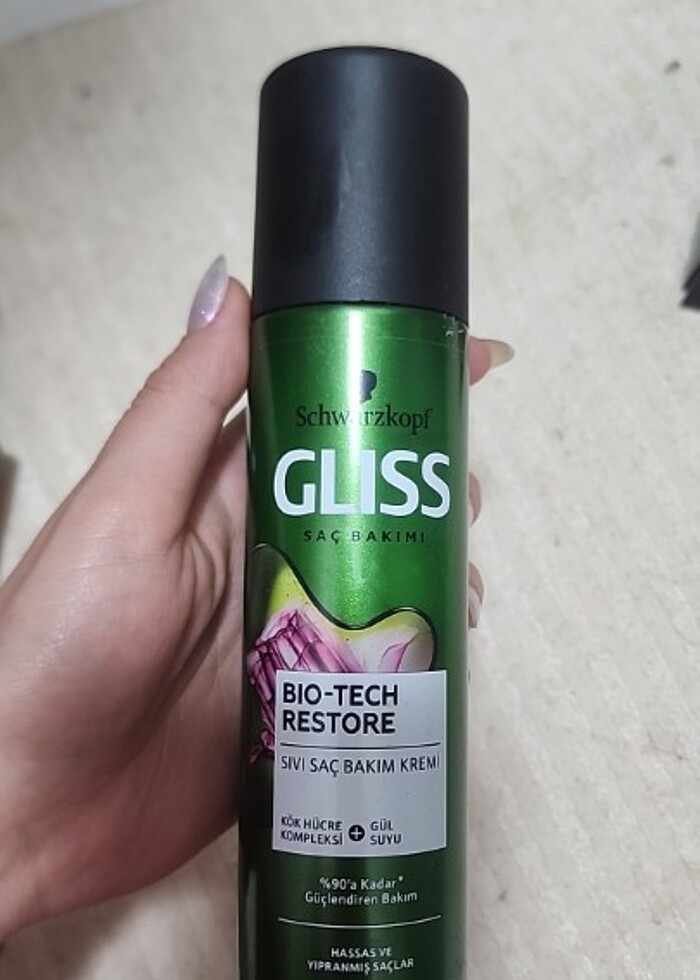 Schwarzkopf
GLISS
SAÇ BAKIMI
BIO-TECH
RESTORE
SIVI SAÇ BAKIM KREMİ
KÖK HÜCRE
KOMPLEKSİ + GÜL
SUYU
%90'a Kadar*
Güçlendiren Bakım
HASSAS VE
YIPRANMIŞ SAÇLAR